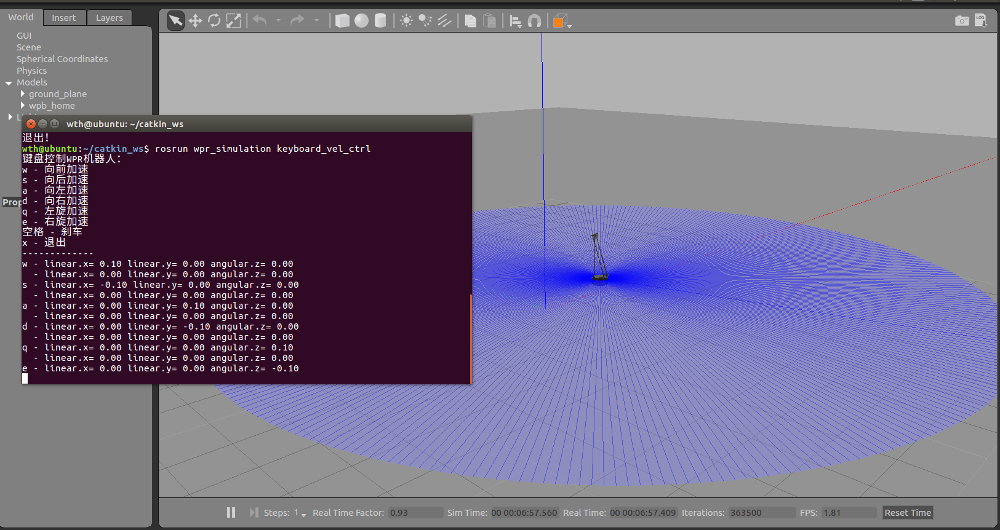 World Insert Layers
GUI
Scene
Spherical Coordinates
Physics
Models
ground_plane
wpb_home
wth@ubuntu: ~/catkin_ws
退出！
wth@ubuntu:~/catkin_ws$ rosrun wpr_simulation keyboard_vel_ctrl
键盘控制WPR机器人：
w - 向前加速
s - 向后加速
a - 向左加速
d - 向右加速
q - 左旋加速
e - 右旋加速
空格 - 刹车
x - 退出
-------------
w - linear.x= 0.10 linear.y= 0.00 angular.z= 0.00
- linear.x= 0.00 linear.y= 0.00 angular.z= 0.00
s - linear.x= -0.10 linear.y= 0.00 angular.z= 0.00
- linear.x= 0.00 linear.y= 0.00 angular.z= 0.00
a - linear.x= 0.00 linear.y= 0.10 angular.z= 0.00
- linear.x= 0.00 linear.y= 0.00 angular.z= 0.00
d - linear.x= 0.00 linear.y= -0.10 angular.z= 0.00
- linear.x= 0.00 linear.y= 0.00 angular.z= 0.00
q - linear.x= 0.00 linear.y= 0.00 angular.z= 0.10
- linear.x= 0.00 linear.y= 0.00 angular.z= 0.00
e - linear.x= 0.00 linear.y= 0.00 angular.z= -0.10
Prop
LOG
Steps: 1 Real Time Factor: 0.93 Sim Time: 00 00:06:57.560 Real Time: 00 00:06:57.409 Iterations: 363500 FPS: 1.81 Reset Time